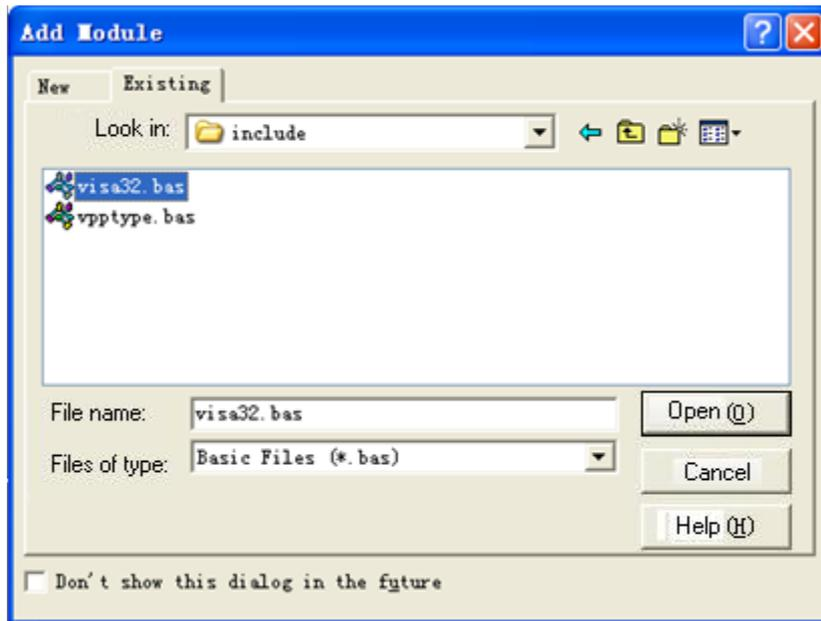 Add Module
New Existing
Look in: include
visa32.bas
vpptype.bas
File name: visa32.bas
Open (O)
Files of type: Basic Files (*.bas)
Cancel
Help (H)
Don't show this dialog in the future